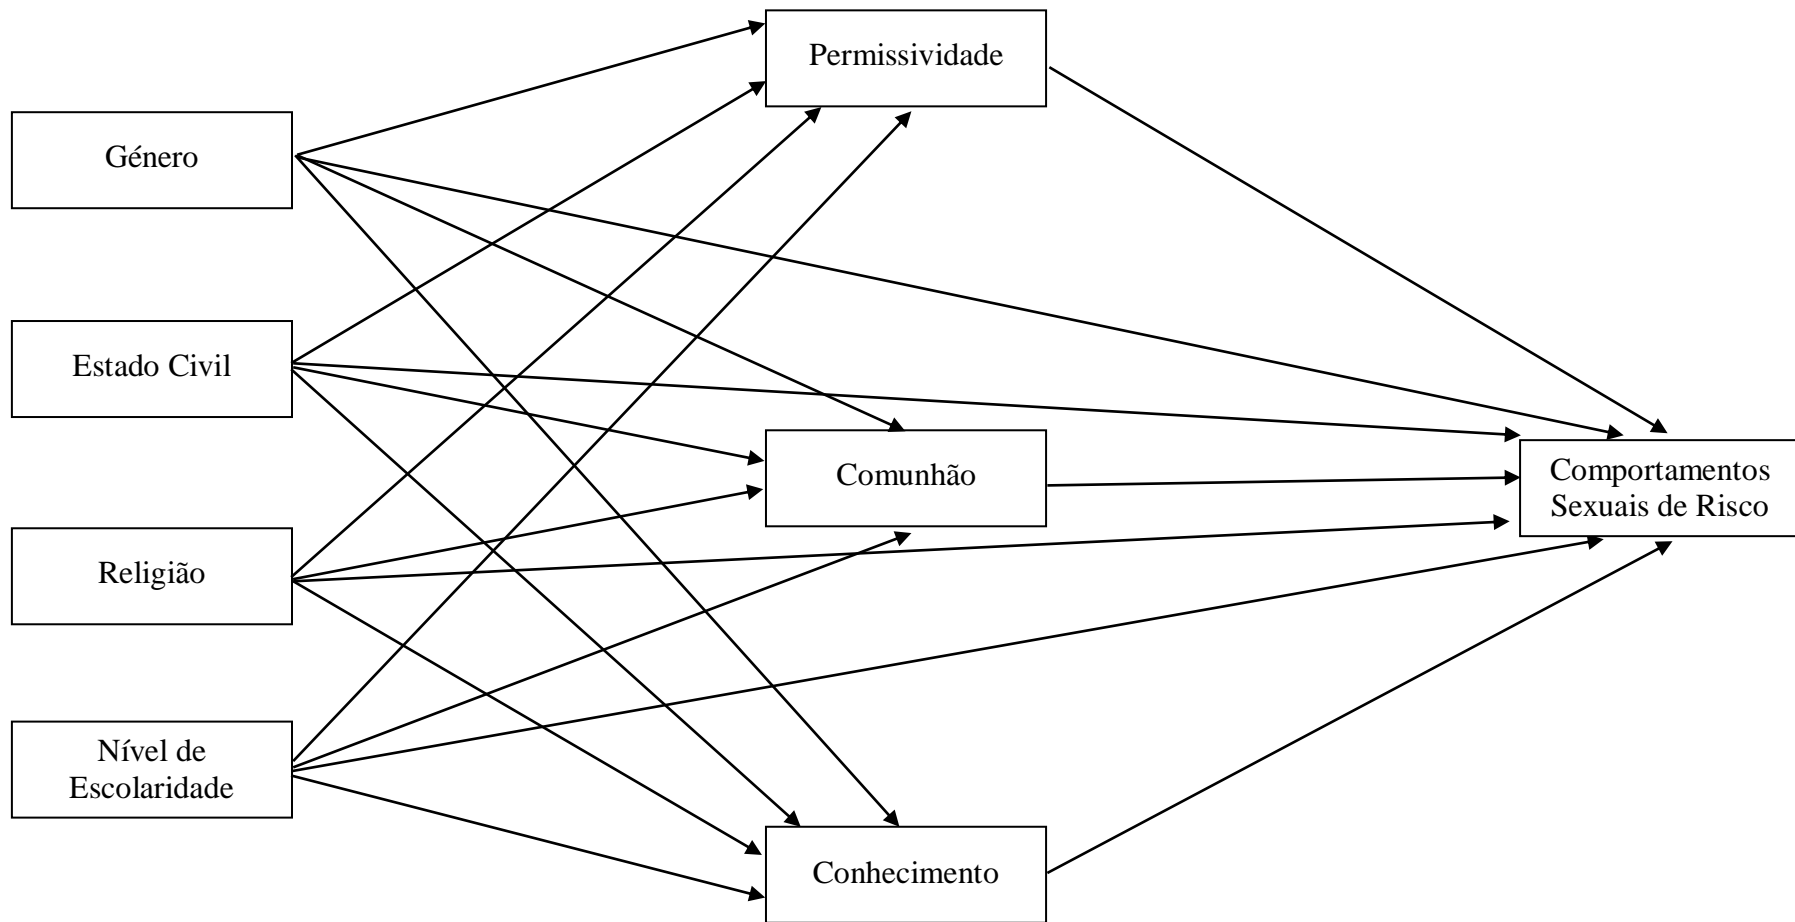 Permissividade
Género
Estado Civil
Comunhão
Comportamentos
Sexuais de Risco
Religião
Nível de
Escolaridade
Conhecimento